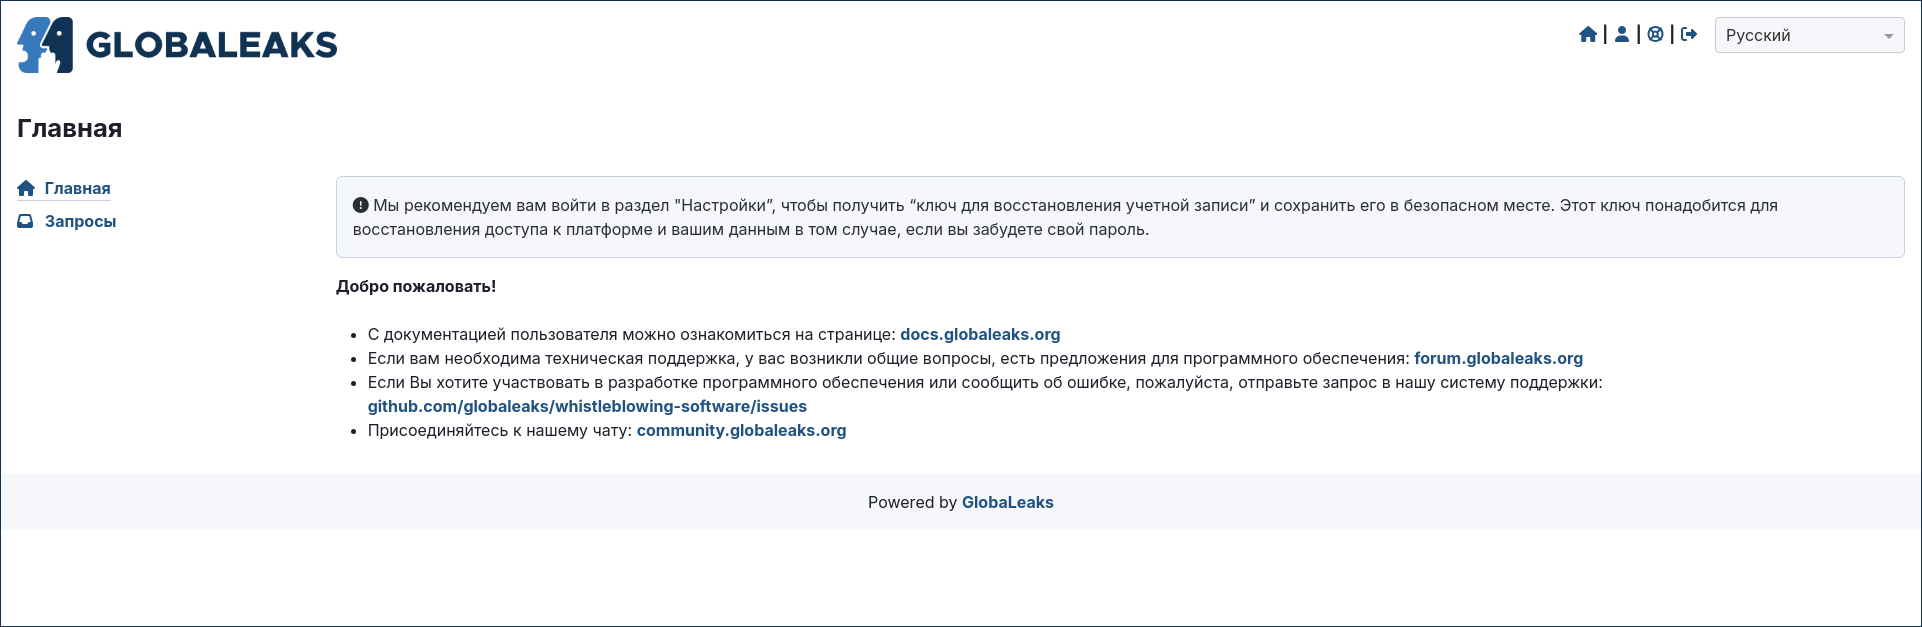 GLOBALEAKS
Русский
Главная
Главная
Запросы
Мы рекомендуем вам войти в раздел "Настройки”, чтобы получить “ключ для восстановления учетной записи” и сохранить его в безопасном месте. Этот ключ понадобится для
восстановления доступа к платформе и вашим данным в том случае, если вы забудете свой пароль.
Добро пожаловать!
• С документацией пользователя можно ознакомиться на странице: docs.globaleaks.org
• Если вам необходима техническая поддержка, у вас возникли общие вопросы, есть предложения для программного обеспечения: forum.globaleaks.org
• Если Вы хотите участвовать в разработке программного обеспечения или сообщить об ошибке, пожалуйста, отправьте запрос в нашу систему поддержки:
github.com/globaleaks/whistleblowing-software/issues
• Присоединяйтесь к нашему чату: community.globaleaks.org
Powered by GlobaLeaks